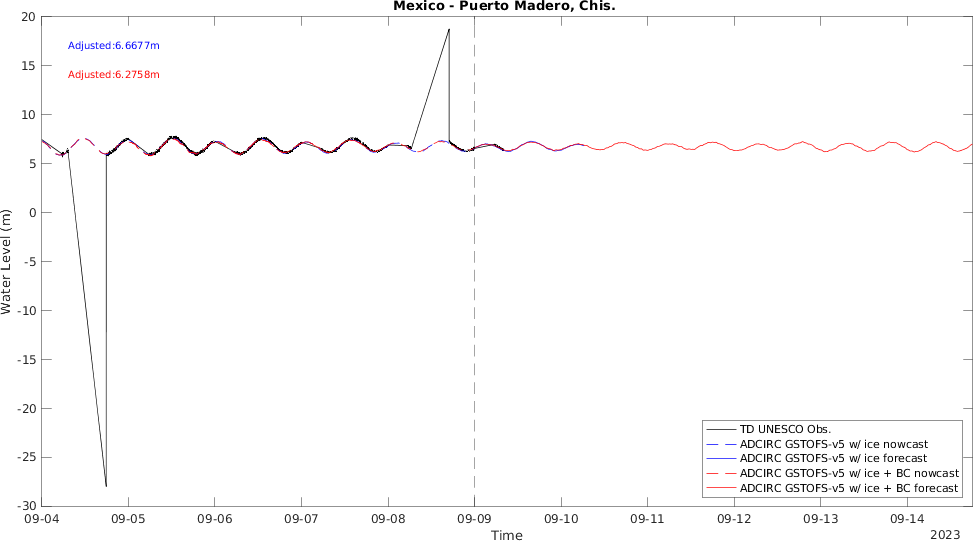 Mexico - Puerto Madero, Chis.
20
15
10
5
0
-5
-10
-15
-20
-25
-30
Water Level (m)
Adjusted:6.6677m
Adjusted:6.2758m
TD UNESCO Obs.
ADCIRC GSTOFS-v5 w/ ice nowcast
ADCIRC GSTOFS-v5 w/ ice forecast
ADCIRC GSTOFS-v5 w/ ice + BC nowcast
ADCIRC GSTOFS-v5 w/ ice + BC forecast
09-04 09-05 09-06 09-07 09-08 09-09 09-10 09-11 09-12 09-13 09-14
Time
2023